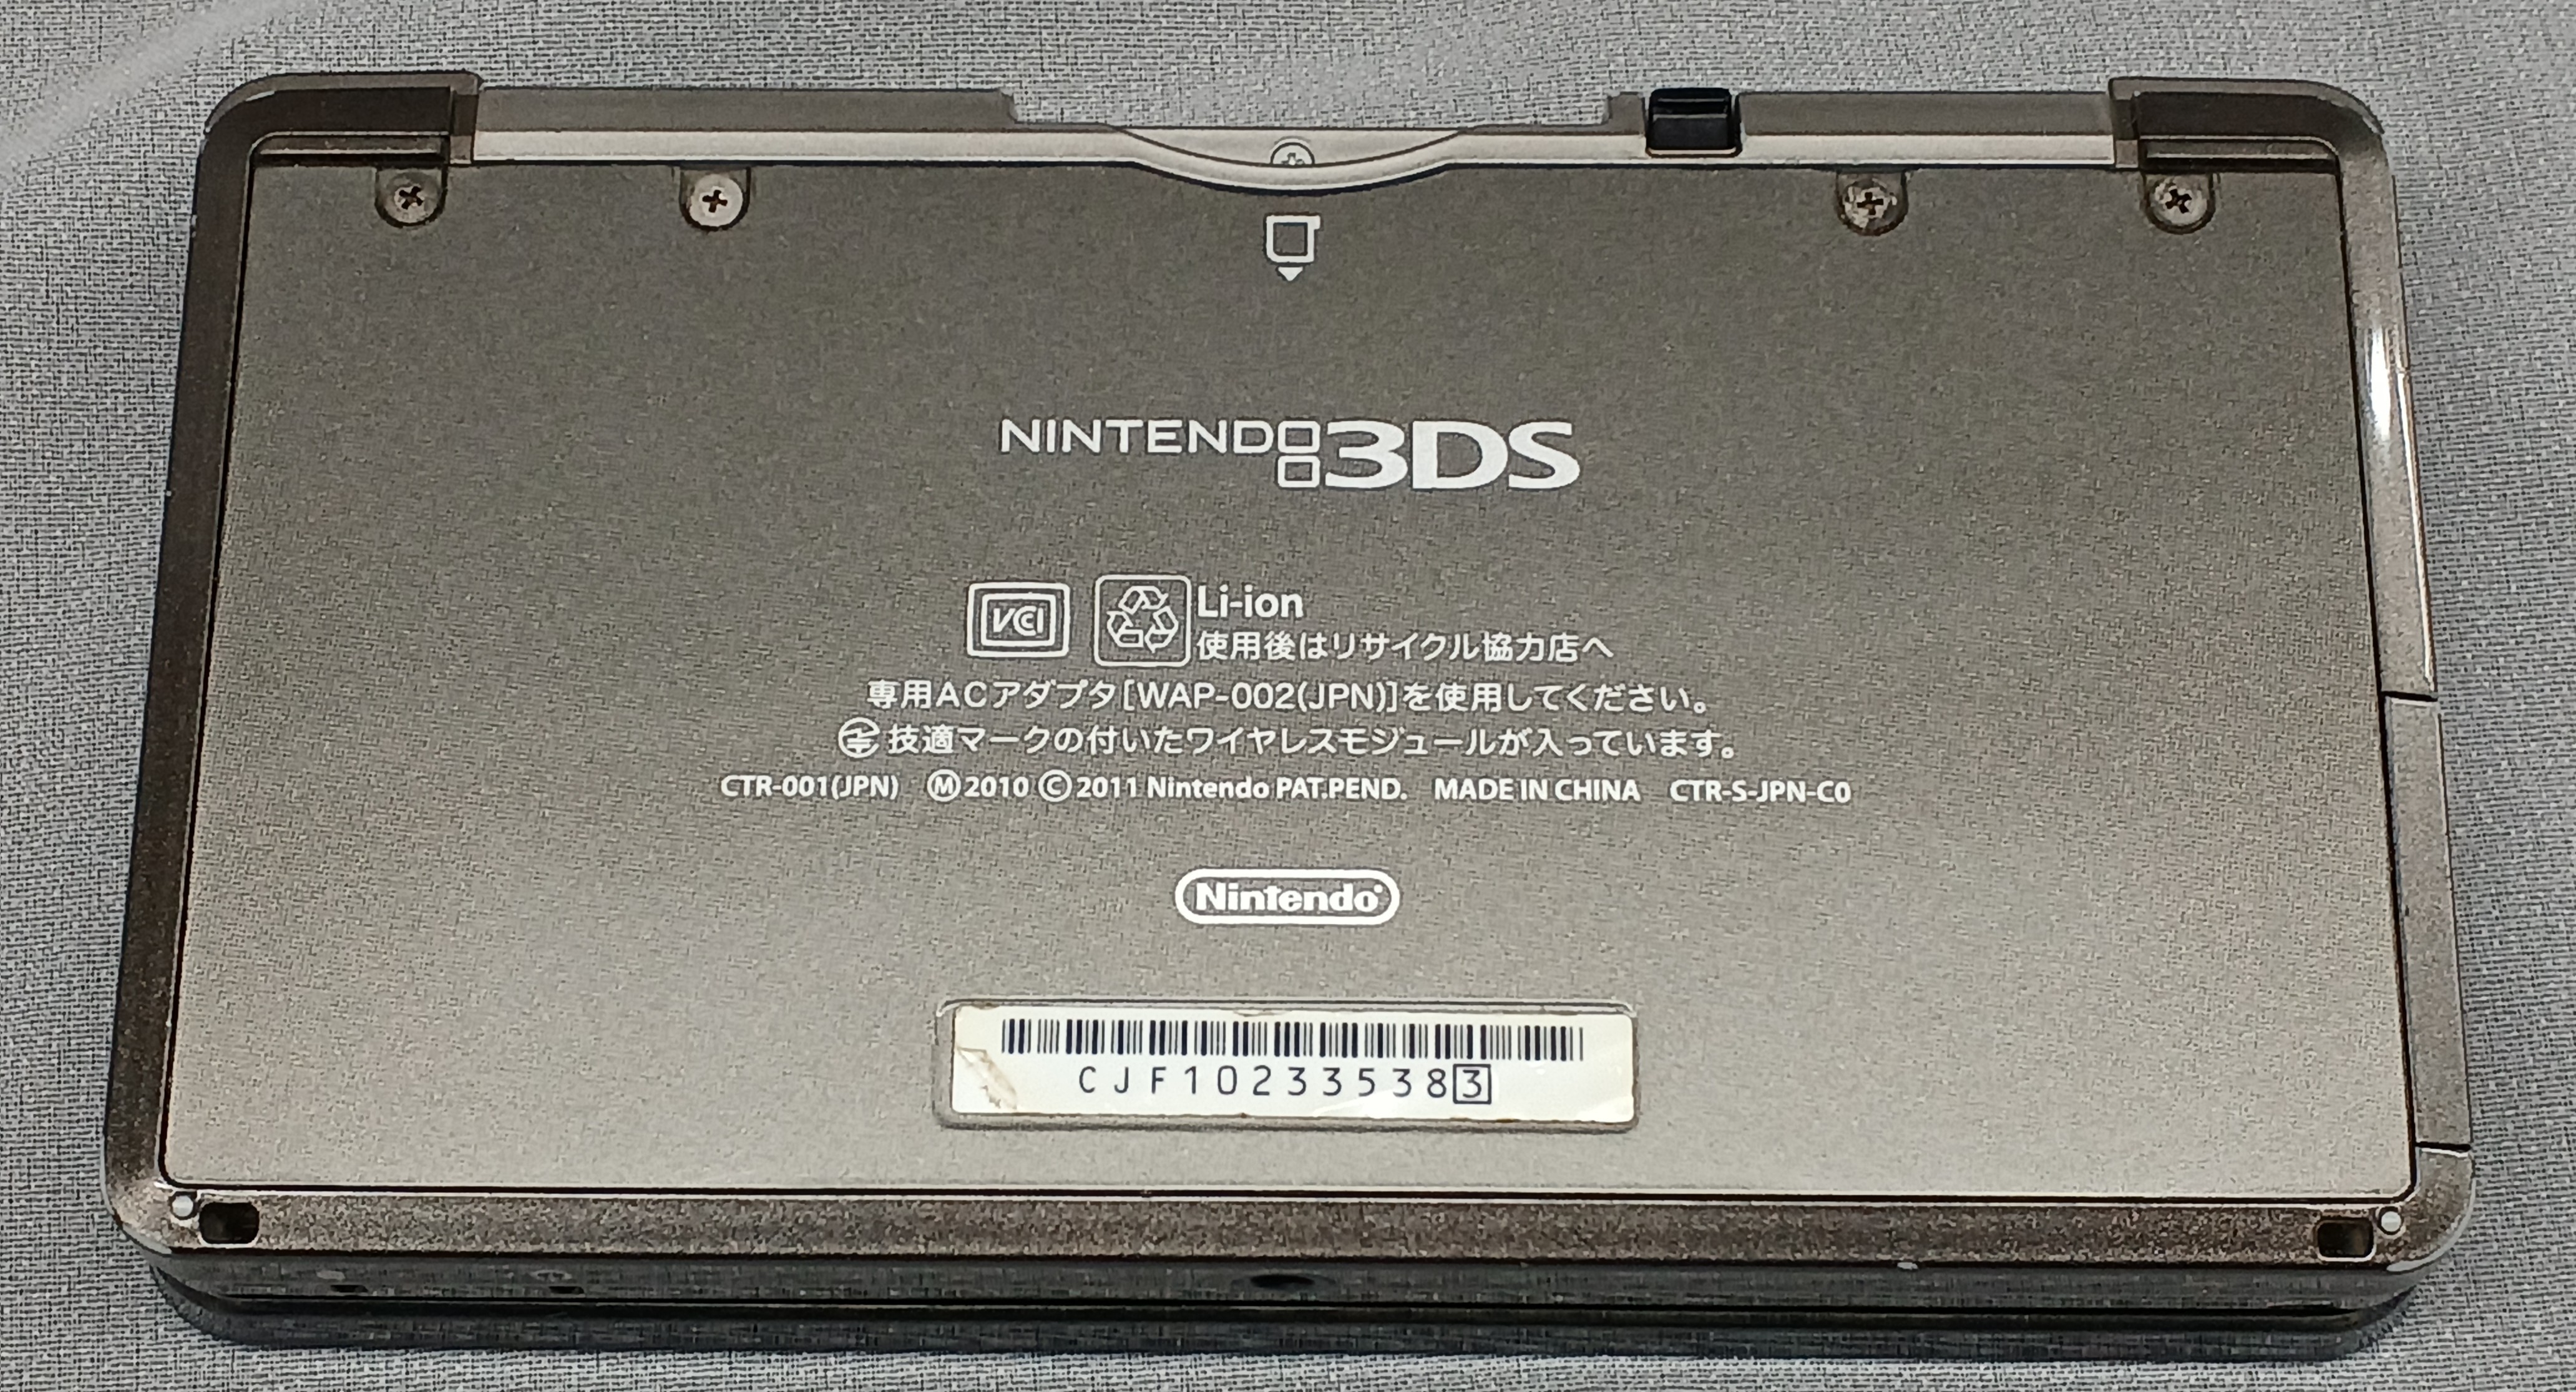 NINTENDO3DS
VCI
Li-ion
使用後はリサイクル協力店へ
専用ACアダプタ[WAP-002(JPN)]を使用してください。
技適マークの付いたワイヤレスモジュールが入っています。
CTR-001(JPN) Ⓜ2010 ©2011 Nintendo PAT.PEND. MADE IN CHINA CTR-S-JPN-C0
Nintendo®
CJF102335383